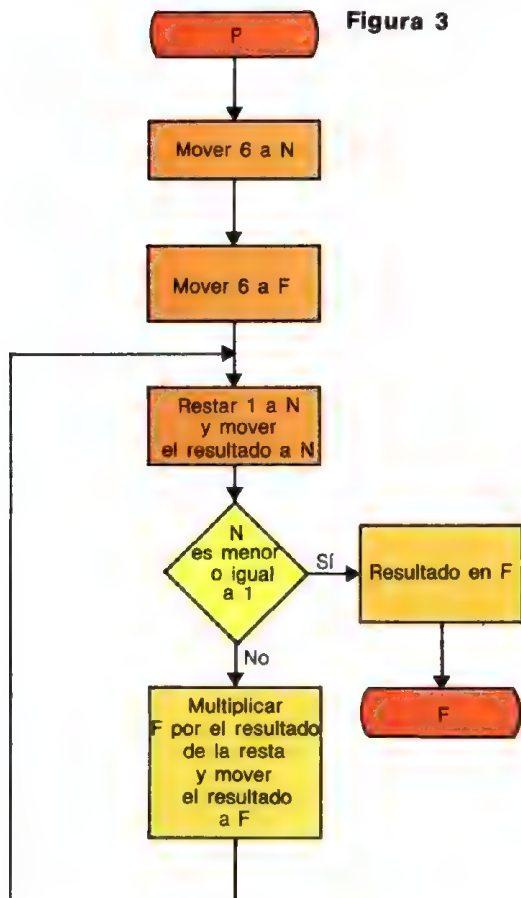 Figura 3
P
Mover 6 a N
Mover 6 a F
Restar 1 a N
y mover
el resultado a N
N
es menor
o igual
a 1
Sí
Resultado en F
No
F
Multiplicar
F por el resultado
de la resta
y mover
el resultado
a F